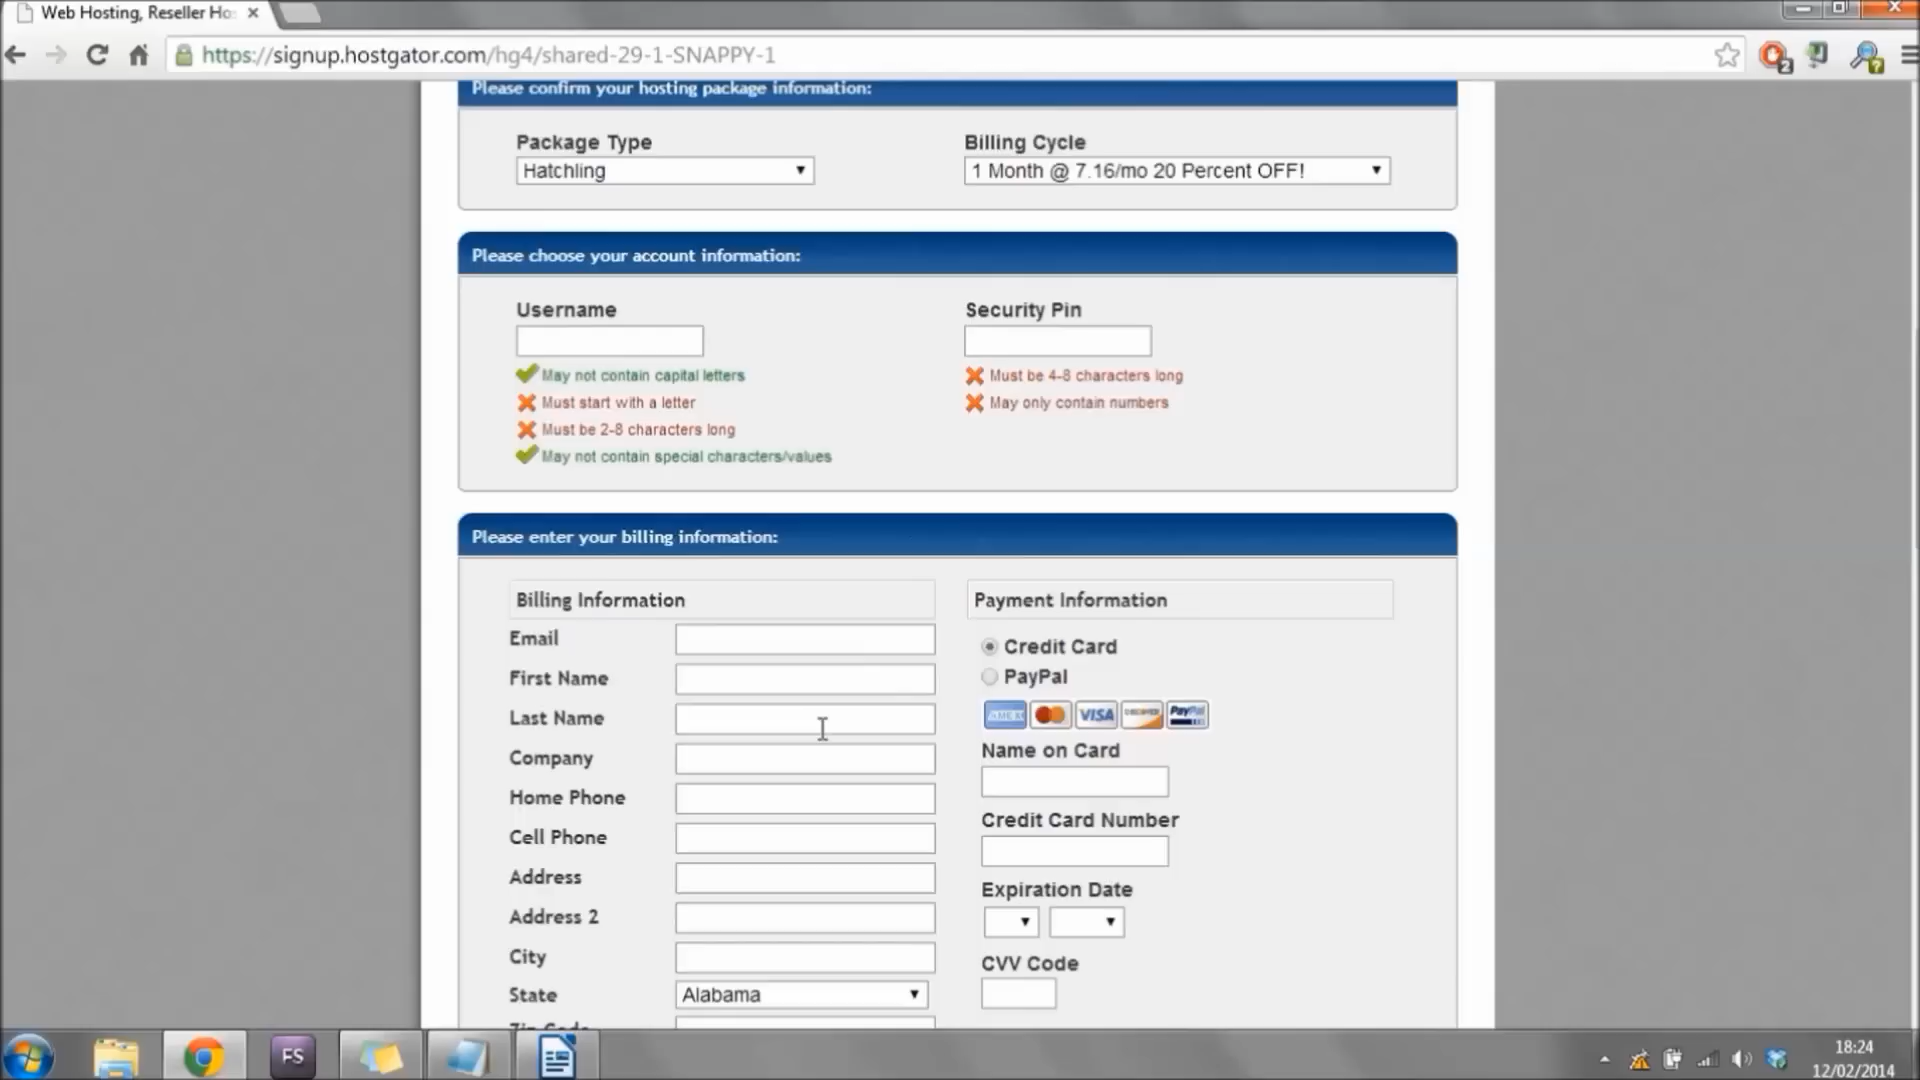 Web Hosting, Reseller Ho
https://signup.hostgator.com/hg4/shared-29-1-SNAPPY-1
2
?
Please confirm your hosting package information:
Package Type
Billing Cycle
Hatchling
1 Month @ 7.16/mo 20 Percent OFF!
Please choose your account information:
Username
Security Pin
May not contain capital letters
Must be 4-8 characters long
Must start with a letter
May only contain numbers
Must be 2-8 characters long
May not contain special characters/values
Please enter your billing information:
Billing Information
Payment Information
Email
Credit Card
First Name
PayPal
Last Name
AMEX
VISA
DISCOVER
PayPal
Name on Card
Company
Home Phone
Credit Card Number
Cell Phone
Address
Expiration Date
Address 2
City
CVV Code
State
Alabama
Zip Code
FS
18:24
12/02/2014